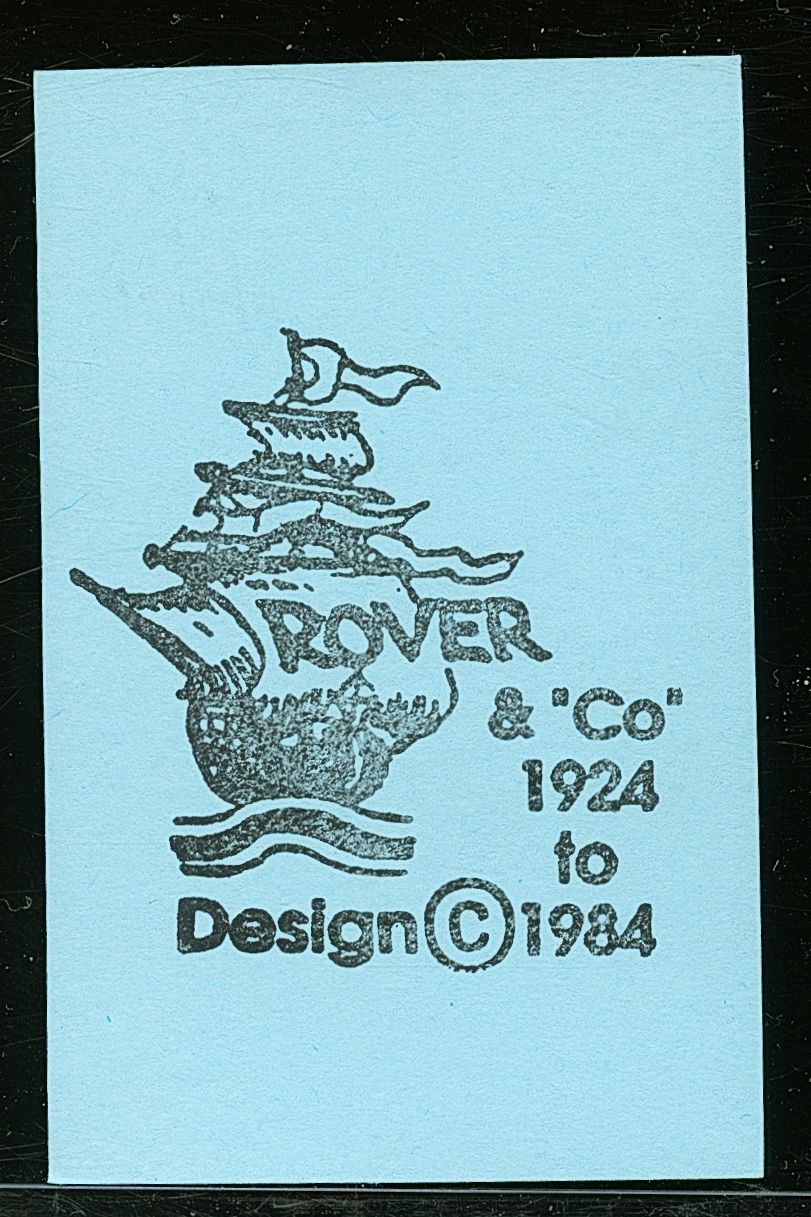 ROVER
& "Co"
1924
to
Design © 1984